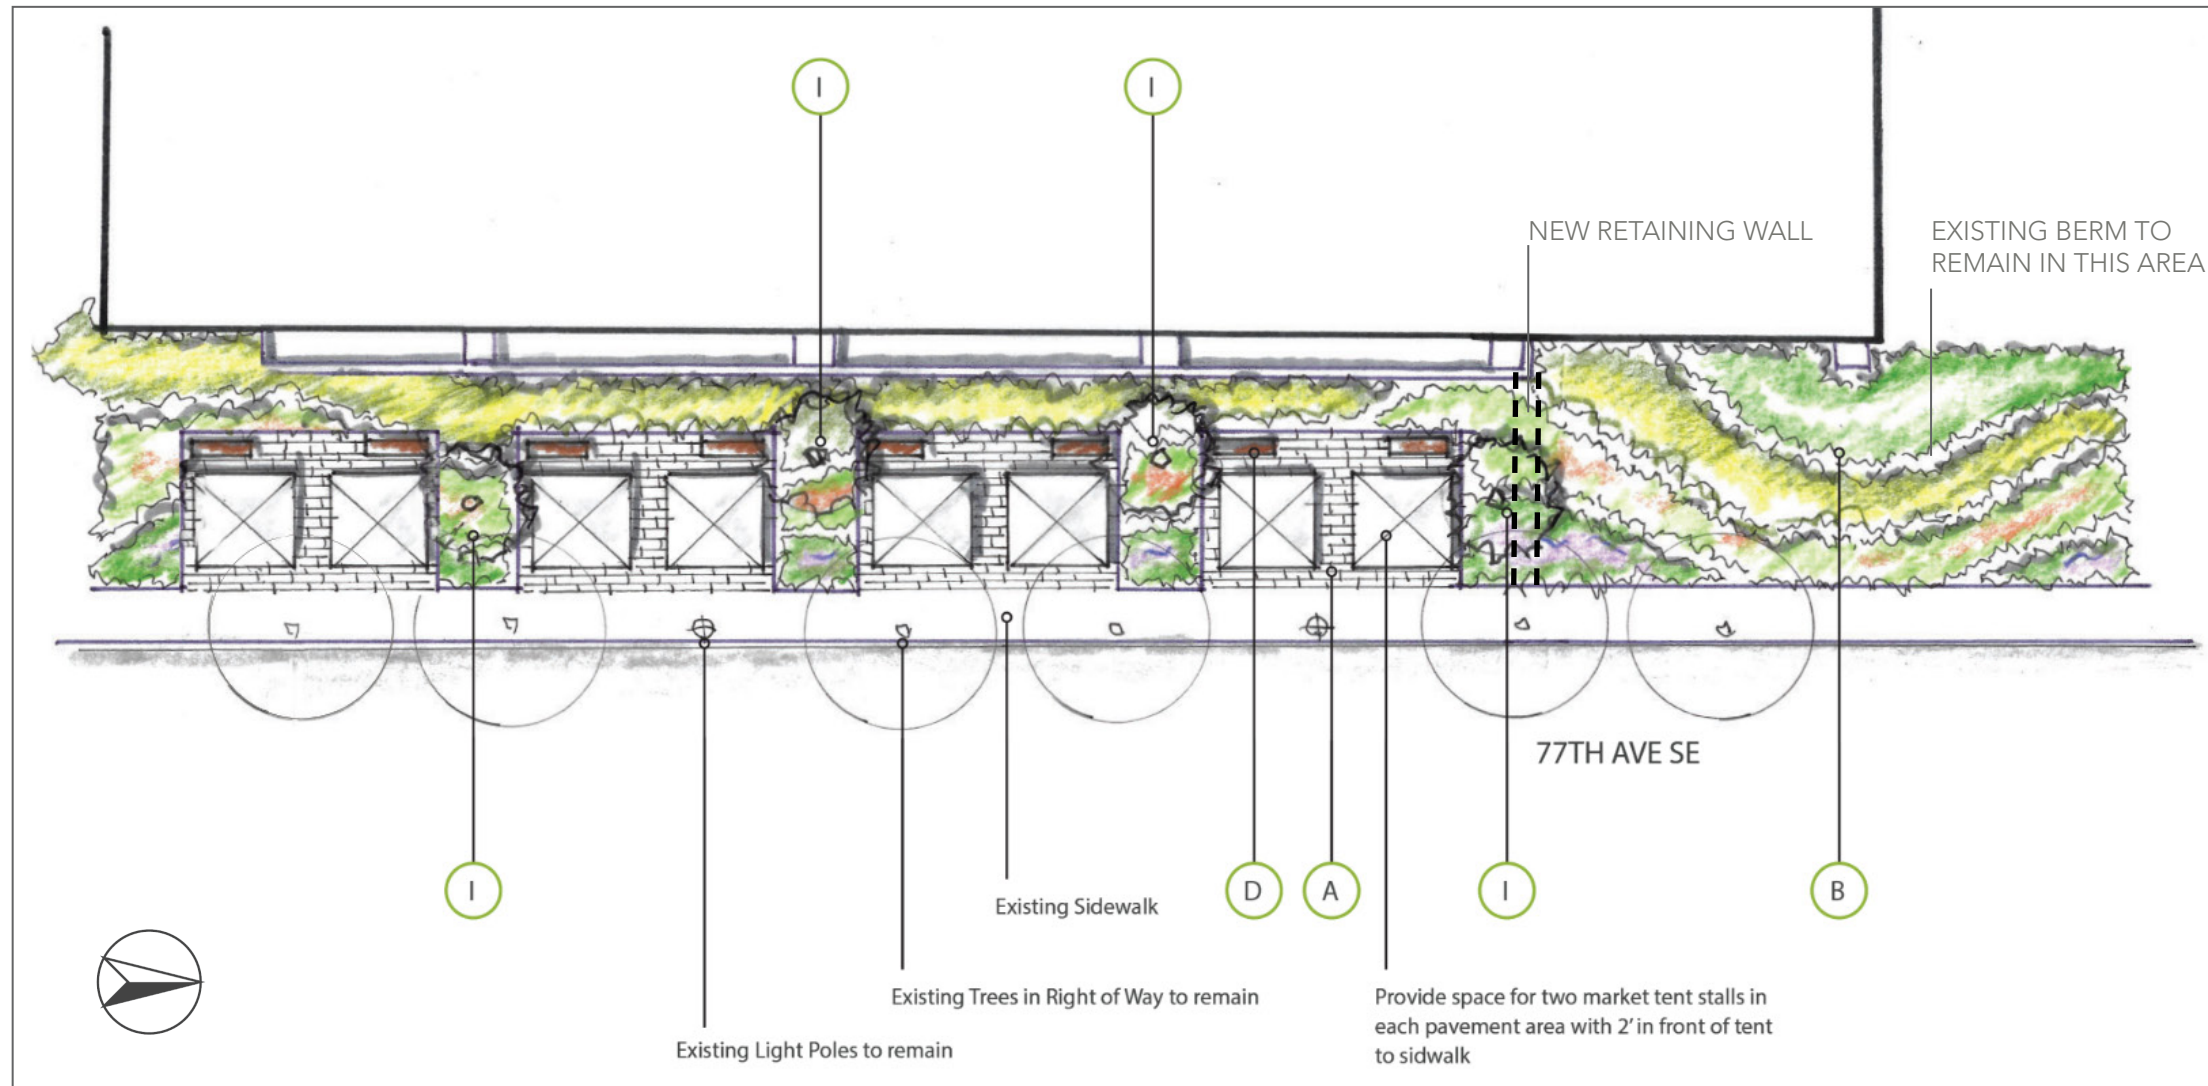 I
I
NEW RETAINING WALL
EXISTING BERM TO
REMAIN IN THIS AREA
77TH AVE SE
I
D
A
I
B
Existing Sidewalk
Existing Trees in Right of Way to remain
Provide space for two market tent stalls in
each pavement area with 2' in front of tent
to sidwalk
Existing Light Poles to remain